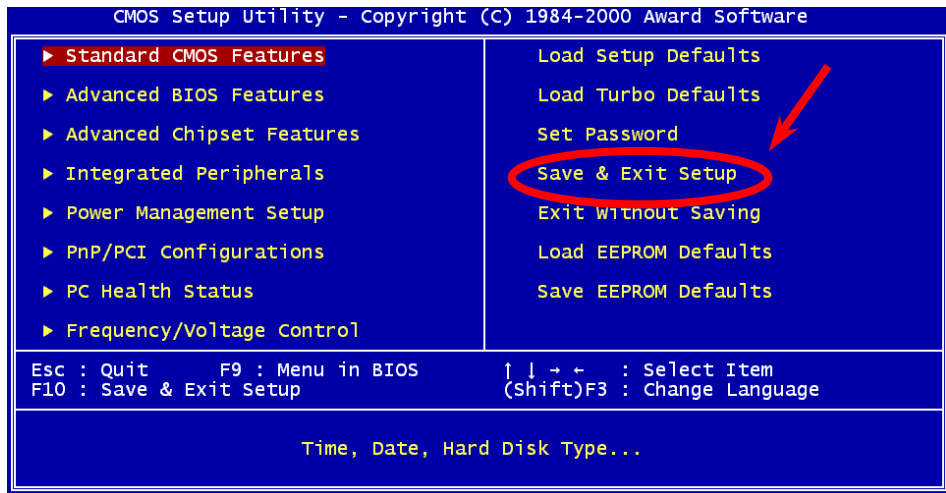 CMOS Setup Utility - Copyright (C) 1984-2000 Award Software
▶ Standard CMOS Features
▶ Advanced BIOS Features
▶ Advanced Chipset Features
▶ Integrated Peripherals
▶ Power Management Setup
▶ PnP/PCI Configurations
▶ PC Health Status
▶ Frequency/Voltage Control
Load Setup Defaults
Load Turbo Defaults
Set Password
Save & Exit Setup
Exit Without Saving
Load EEPROM Defaults
Save EEPROM Defaults
Esc : Quit F9 : Menu in BIOS ↑ ↓ → ← : Select Item
F10 : Save & Exit Setup (Shift)F3 : Change Language
Time, Date, Hard Disk Type...